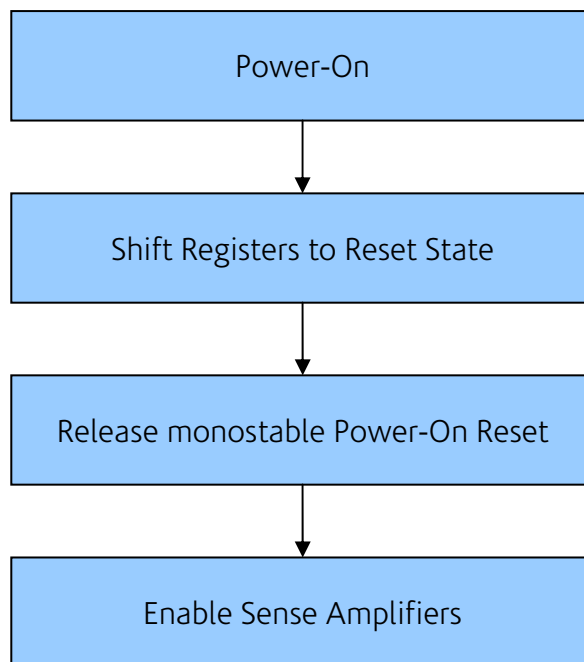 Power-On
Shift Registers to Reset State
Release monostable Power-On Reset
Enable Sense Amplifiers